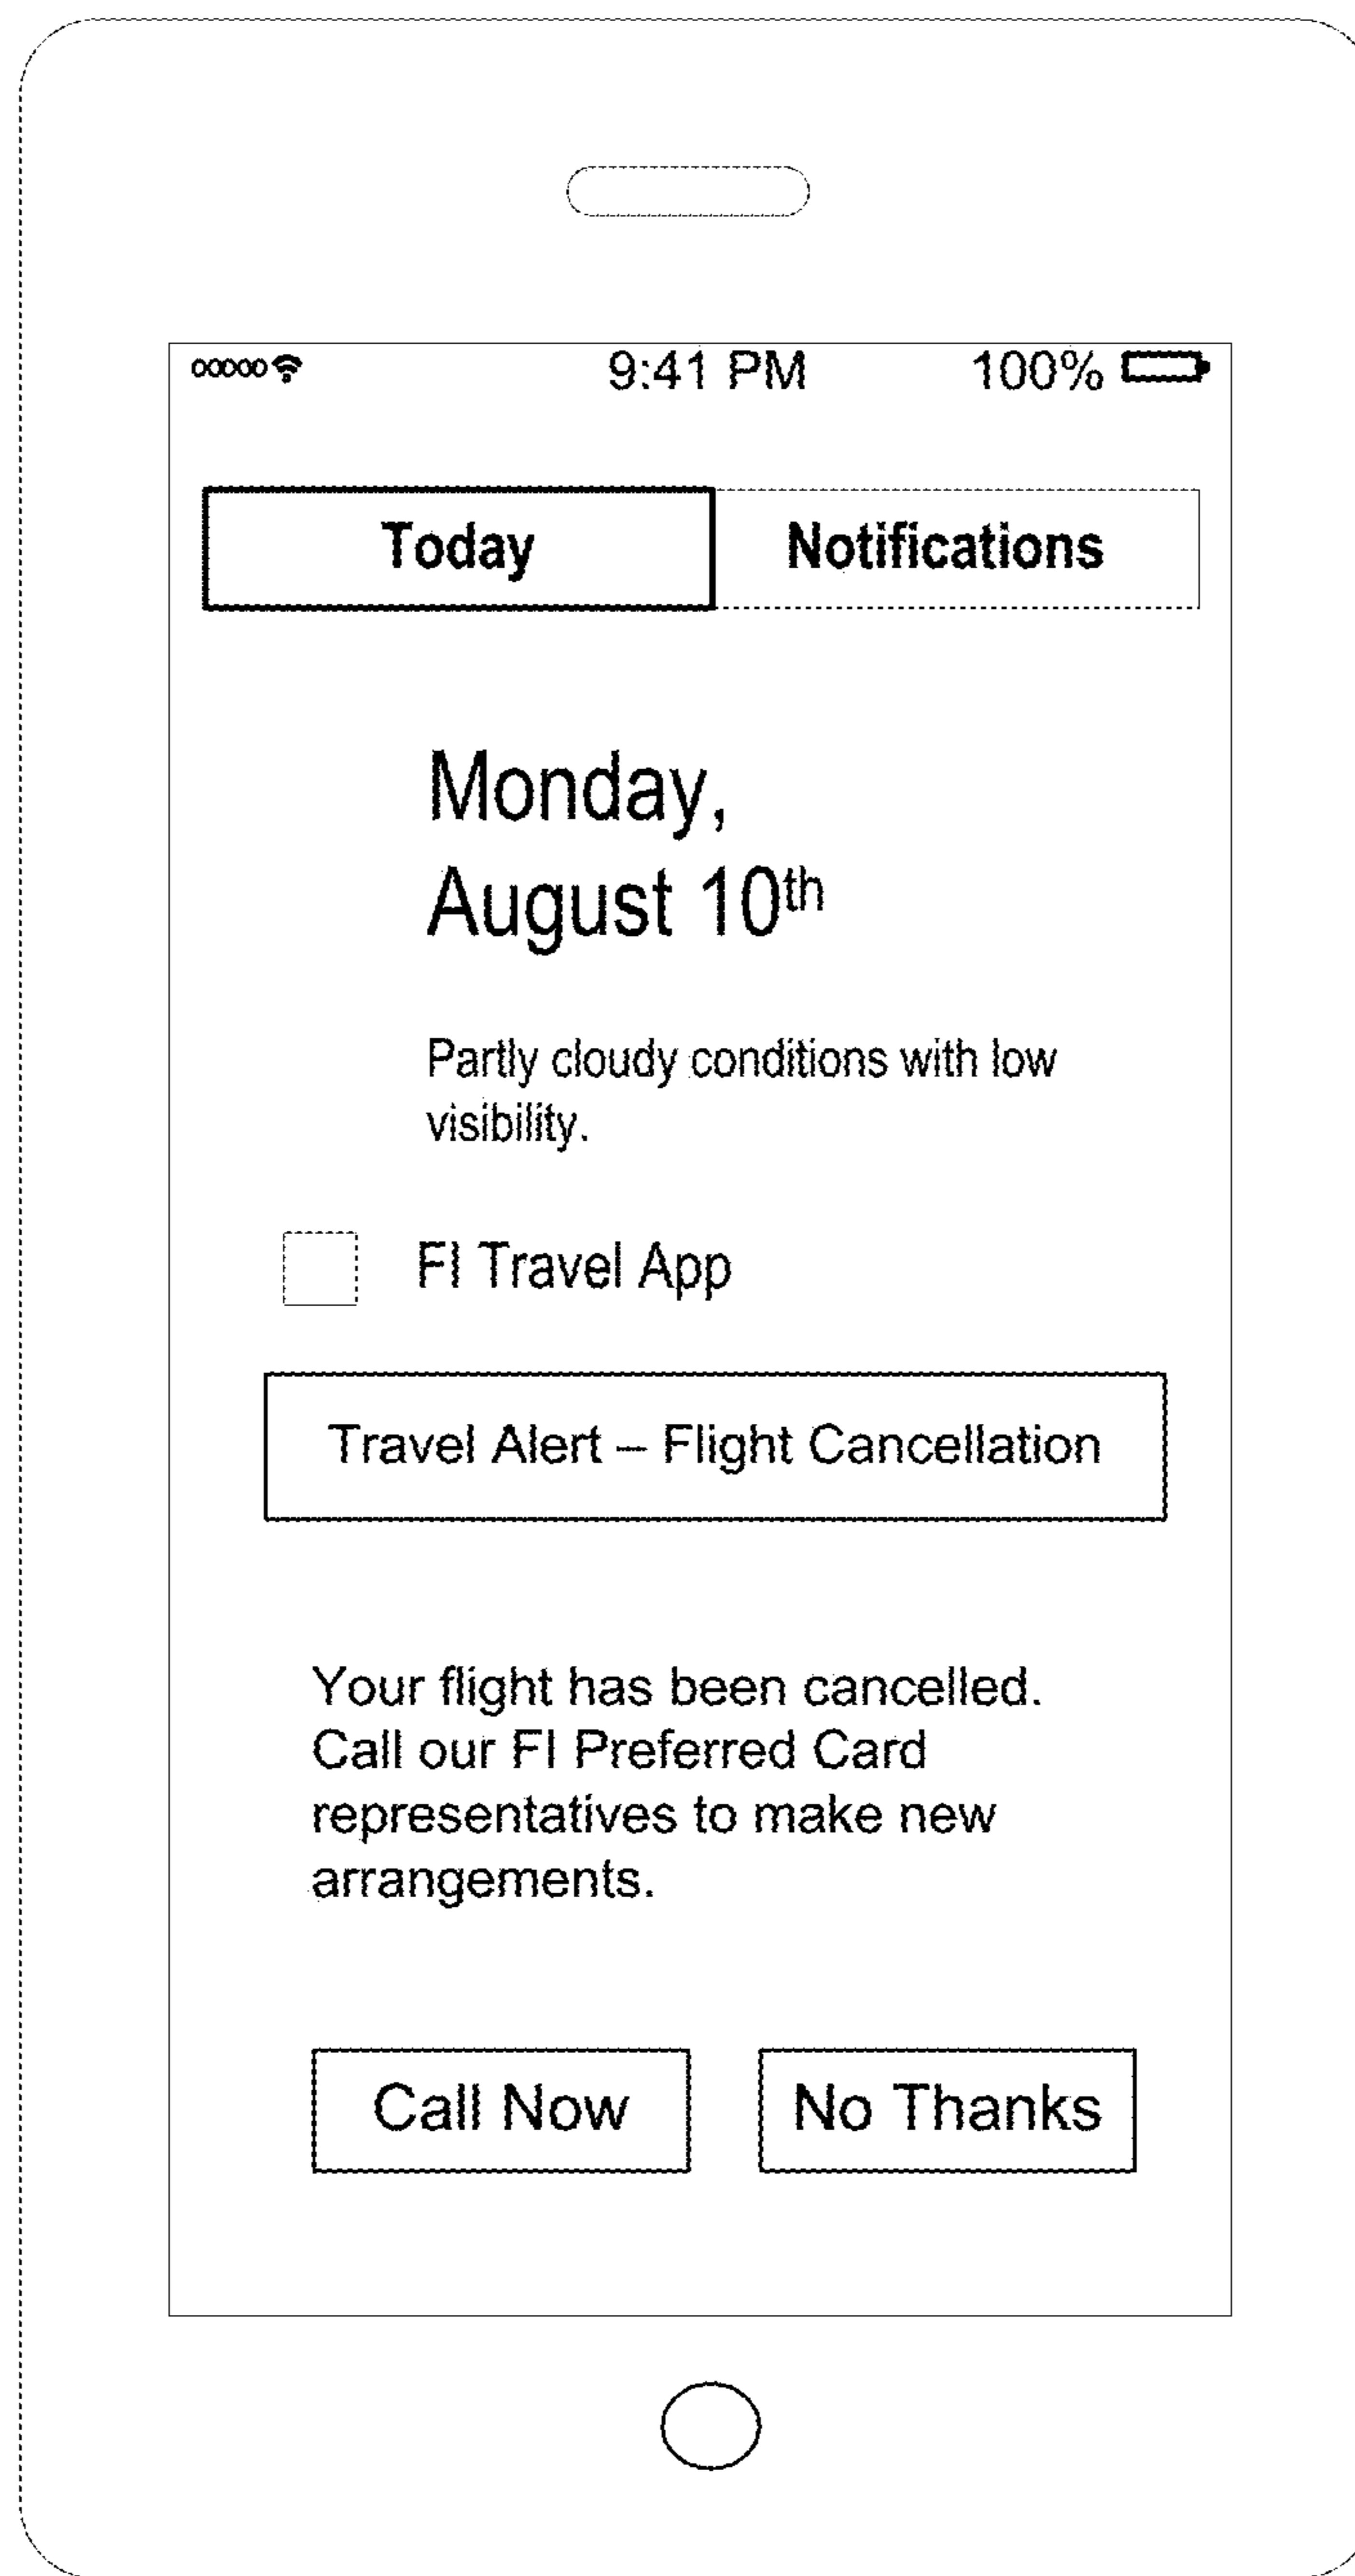 9:41 PM 100%
Today Notifications
Monday,
August 10th
Partly cloudy conditions with low
visibility.
FI Travel App
Travel Alert – Flight Cancellation
Your flight has been cancelled.
Call our FI Preferred Card
representatives to make new
arrangements.
Call Now No Thanks